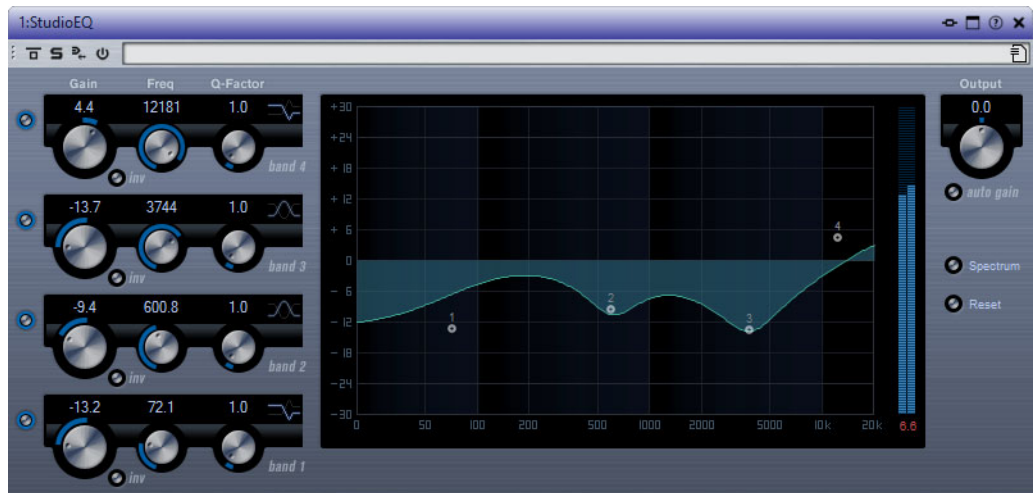 1:StudioEQ
Gain Freq Q-Factor
4.4 12181 1.0
inv band 4
-13.7 3744 1.0
inv band 3
-9.4 600.8 1.0
inv band 2
-13.2 72.1 1.0
inv band 1
+30
+24
+18
+12
+6
0
-6
-12
-18
-24
-30
1
2
3
4
0 50 100 200 500 1000 2000 5000 10k 20k
6.6
Output
0.0
auto gain
Spectrum
Reset